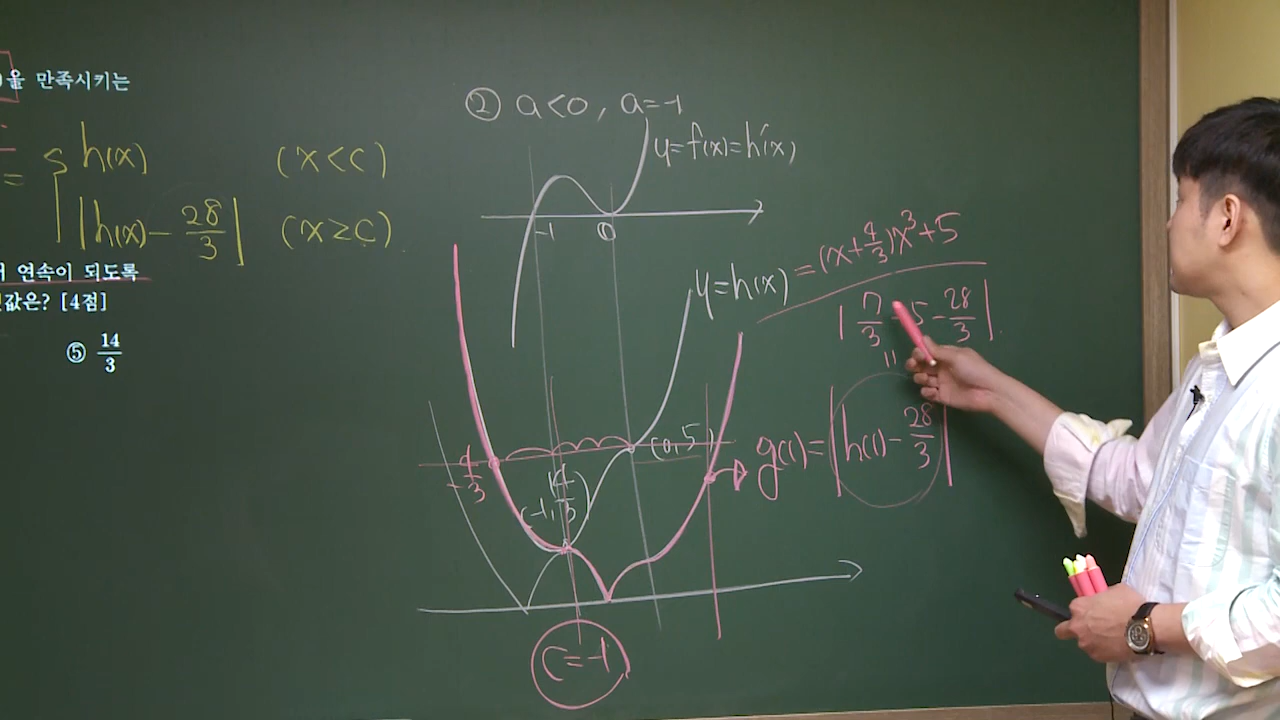 을 만족시키는
= { h(x) (x<c)
|h(x) - 28/3| (x≥c)
연속이 되도록
값은? [4점]
⑤ 14/3
② a<0, a=-1
y=f(x)=h'(x)
-1 0
y=h(x) = (x+4/3)x³+5
|7/3 + 5 - 28/3|
=
g(1) = |h(1) - 28/3|
(0,5)
-4/3
(-1, 14/3)
c=-1